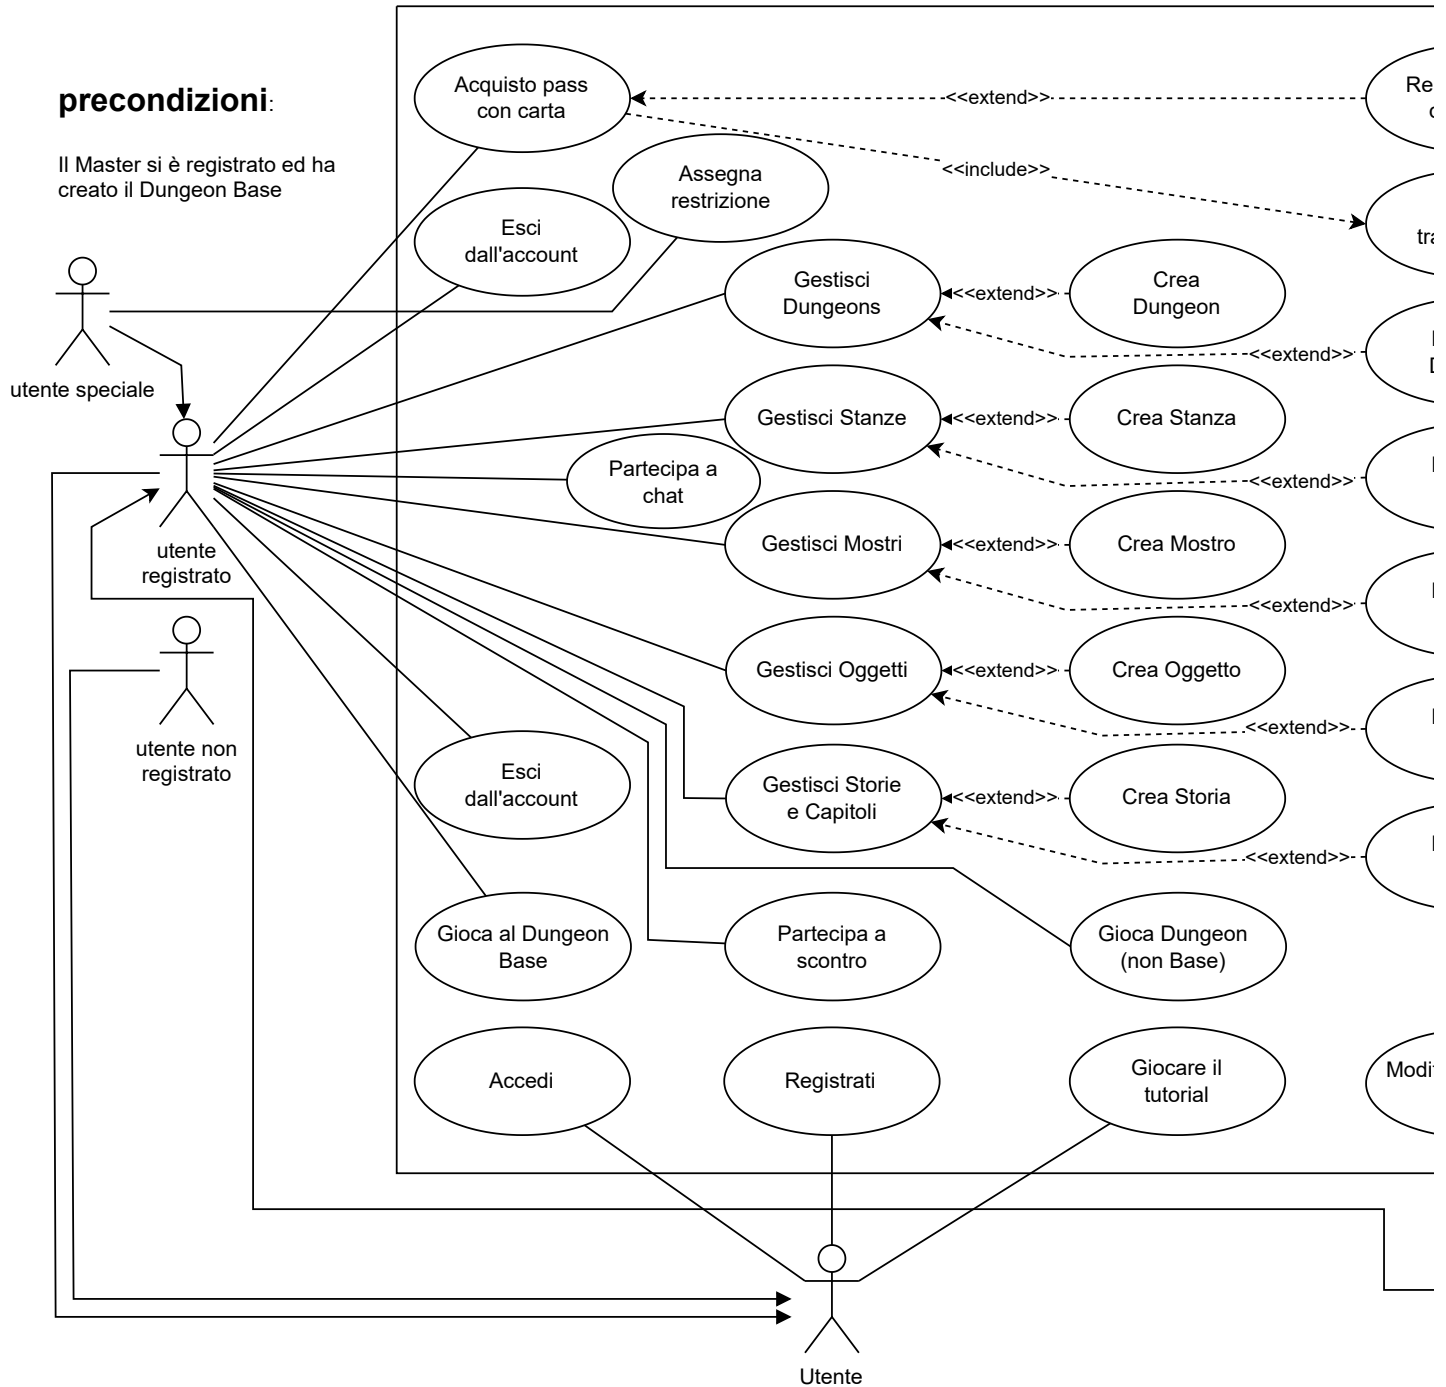 precondizioni:
Il Master si è registrato ed ha
creato il Dungeon Base
Acquisto pass
con carta
<<extend>>
Re
<<include>>
Assegna
restrizione
tra
Esci
dall'account
Gestisci
Dungeons
<<extend>>
Crea
Dungeon
<<extend>>
utente speciale
Gestisci Stanze
<<extend>>
Crea Stanza
Partecipa a
chat
<<extend>>
utente
registrato
Gestisci Mostri
<<extend>>
Crea Mostro
<<extend>>
Gestisci Oggetti
<<extend>>
Crea Oggetto
<<extend>>
utente non
registrato
Esci
dall'account
Gestisci Storie
e Capitoli
<<extend>>
Crea Storia
<<extend>>
Gioca al Dungeon
Base
Partecipa a
scontro
Gioca Dungeon
(non Base)
Accedi
Registrati
Giocare il
tutorial
Utente